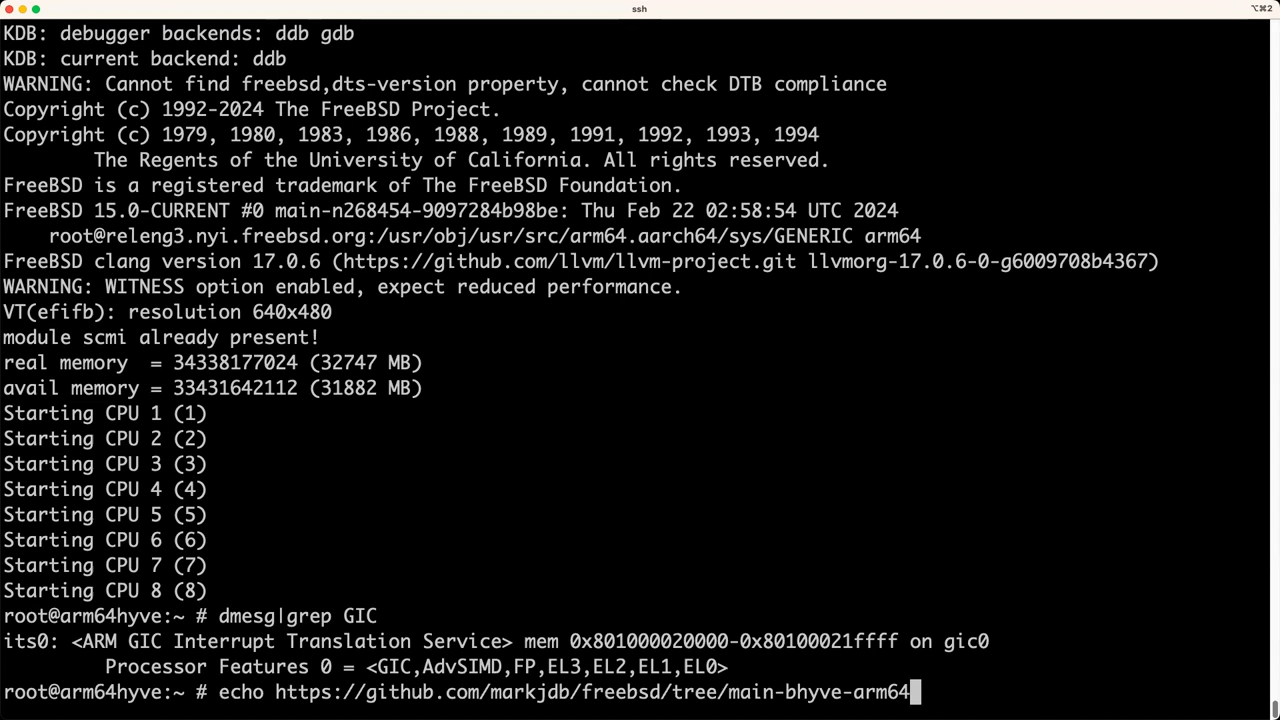 ssh
⌥⌘2
KDB: debugger backends: ddb gdb
KDB: current backend: ddb
WARNING: Cannot find freebsd,dts-version property, cannot check DTB compliance
Copyright (c) 1992-2024 The FreeBSD Project.
Copyright (c) 1979, 1980, 1983, 1986, 1988, 1989, 1991, 1992, 1993, 1994
The Regents of the University of California. All rights reserved.
FreeBSD is a registered trademark of The FreeBSD Foundation.
FreeBSD 15.0-CURRENT #0 main-n268454-9097284b98be: Thu Feb 22 02:58:54 UTC 2024
root@releng3.nyi.freebsd.org:/usr/obj/usr/src/arm64.aarch64/sys/GENERIC arm64
FreeBSD clang version 17.0.6 (https://github.com/llvm/llvm-project.git llvmorg-17.0.6-0-g6009708b4367)
WARNING: WITNESS option enabled, expect reduced performance.
VT(efifb): resolution 640x480
module scmi already present!
real memory  = 34338177024 (32747 MB)
avail memory = 33431642112 (31882 MB)
Starting CPU 1 (1)
Starting CPU 2 (2)
Starting CPU 3 (3)
Starting CPU 4 (4)
Starting CPU 5 (5)
Starting CPU 6 (6)
Starting CPU 7 (7)
Starting CPU 8 (8)
root@arm64hyve:~ # dmesg|grep GIC
its0: <ARM GIC Interrupt Translation Service> mem 0x801000020000-0x80100021ffff on gic0
Processor Features 0 = <GIC,AdvSIMD,FP,EL3,EL2,EL1,EL0>
root@arm64hyve:~ # echo https://github.com/markjdb/freebsd/tree/main-bhyve-arm64